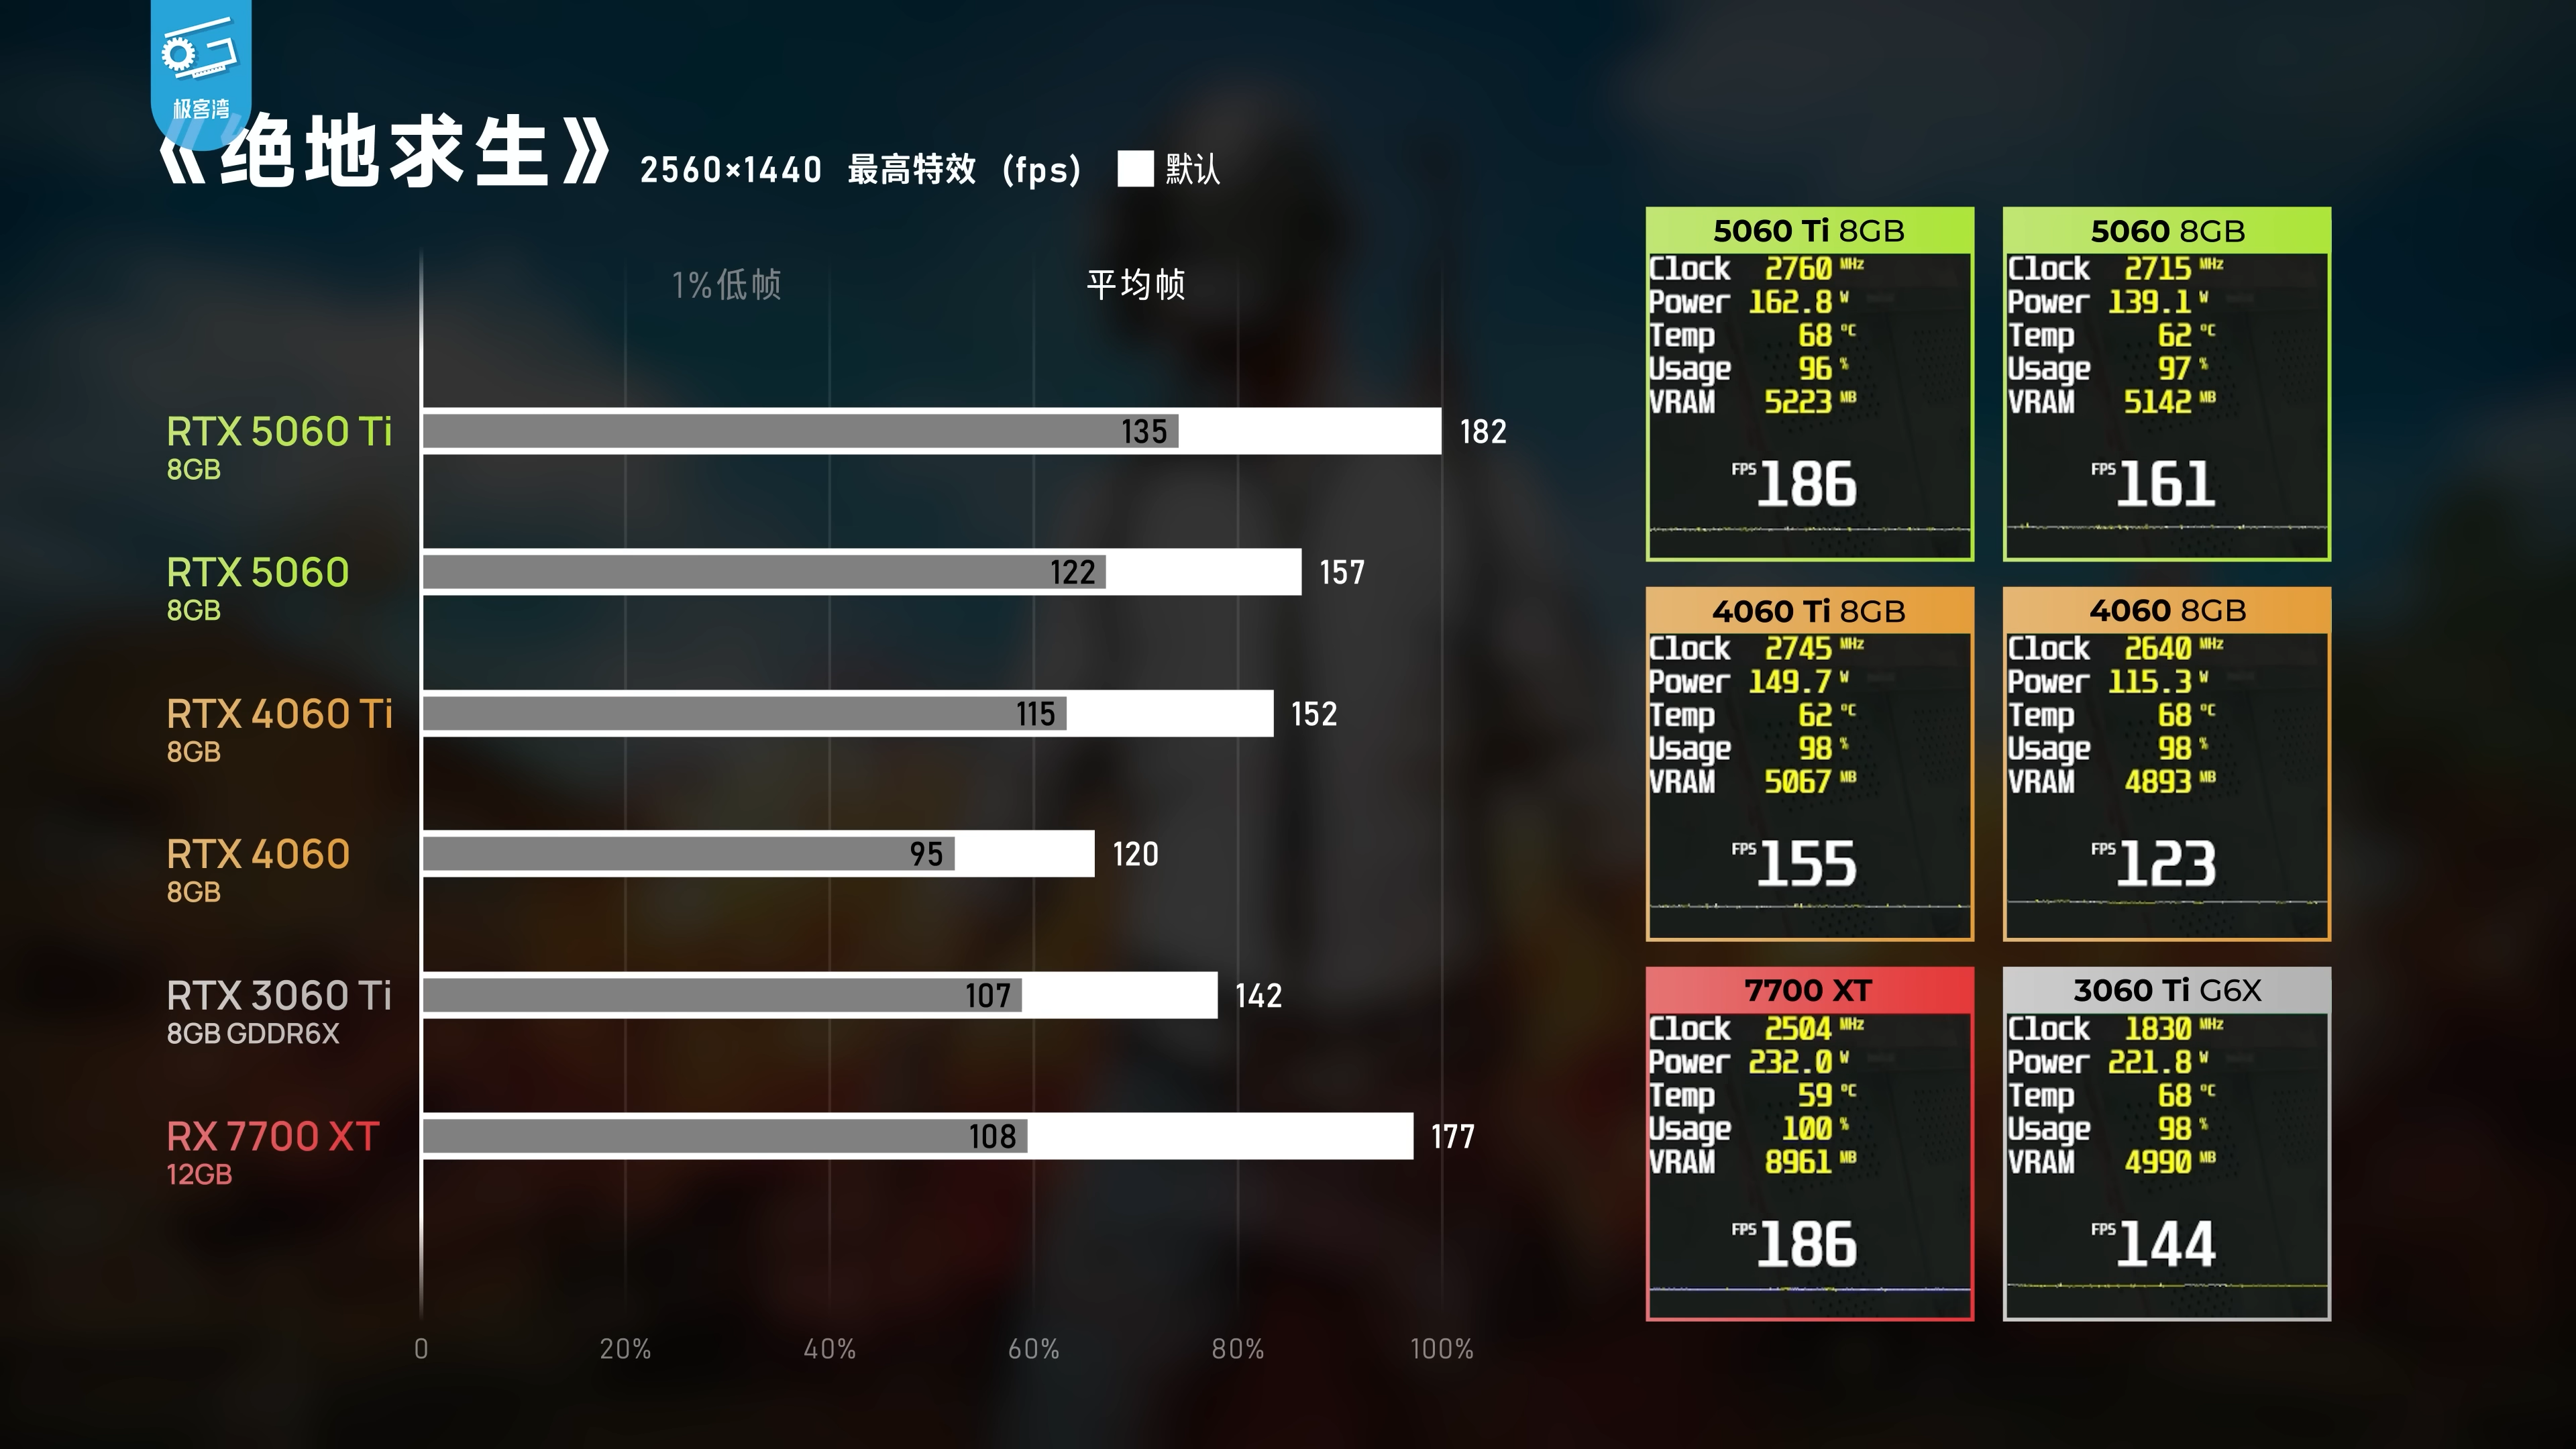 极客湾
《绝地求生》 2560×1440 最高特效 (fps) 默认
1%低帧 平均帧
RTX 5060 Ti 135 182
8GB
RTX 5060 122 157
8GB
RTX 4060 Ti 115 152
8GB
RTX 4060 95 120
8GB
RTX 3060 Ti 107 142
8GB GDDR6X
RX 7700 XT 108 177
12GB
0 20% 40% 60% 80% 100%
5060 Ti 8GB
Clock 2760 MHz
Power 162.8 W
Temp 68 °C
Usage 96 %
VRAM 5223 MB
FPS 186
5060 8GB
Clock 2715 MHz
Power 139.1 W
Temp 62 °C
Usage 97 %
VRAM 5142 MB
FPS 161
4060 Ti 8GB
Clock 2745 MHz
Power 149.7 W
Temp 62 °C
Usage 98 %
VRAM 5067 MB
FPS 155
4060 8GB
Clock 2640 MHz
Power 115.3 W
Temp 68 °C
Usage 98 %
VRAM 4893 MB
FPS 123
7700 XT
Clock 2504 MHz
Power 232.0 W
Temp 59 °C
Usage 100 %
VRAM 8961 MB
FPS 186
3060 Ti G6X
Clock 1830 MHz
Power 221.8 W
Temp 68 °C
Usage 98 %
VRAM 4990 MB
FPS 144